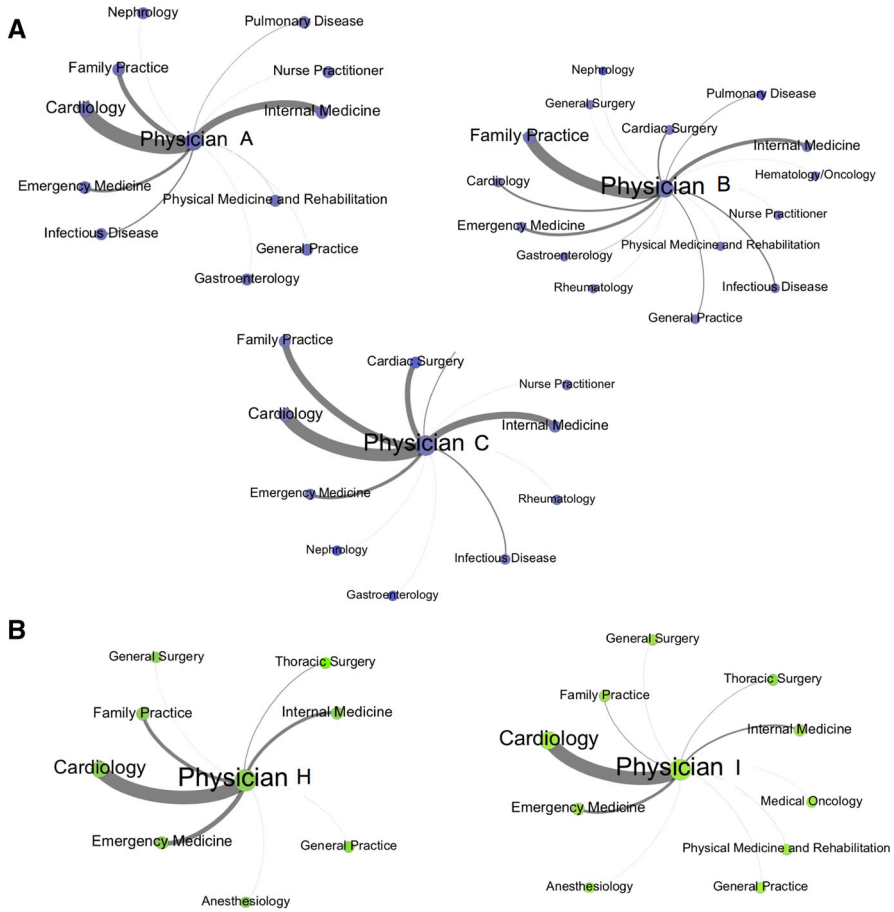 A
Nephrology
Pulmonary Disease
Family Practice
Nurse Practitioner
Cardiology
Internal Medicine
Physician A
Emergency Medicine
Physical Medicine and Rehabilitation
Infectious Disease
General Practice
Gastroenterology
Nephrology
Pulmonary Disease
General Surgery
Cardiac Surgery
Family Practice
Internal Medicine
Hematology/Oncology
Cardiology
Physician B
Nurse Practitioner
Emergency Medicine
Physical Medicine and Rehabilitation
Gastroenterology
Rheumatology
Infectious Disease
General Practice
Family Practice
Cardiac Surgery
Nurse Practitioner
Cardiology
Internal Medicine
Physician C
Emergency Medicine
Rheumatology
Nephrology
Infectious Disease
Gastroenterology
B
General Surgery
Thoracic Surgery
Family Practice
Internal Medicine
Cardiology
Physician H
Emergency Medicine
General Practice
Anesthesiology
General Surgery
Thoracic Surgery
Family Practice
Internal Medicine
Cardiology
Physician I
Medical Oncology
Emergency Medicine
Physical Medicine and Rehabilitation
Anesthesiology
General Practice